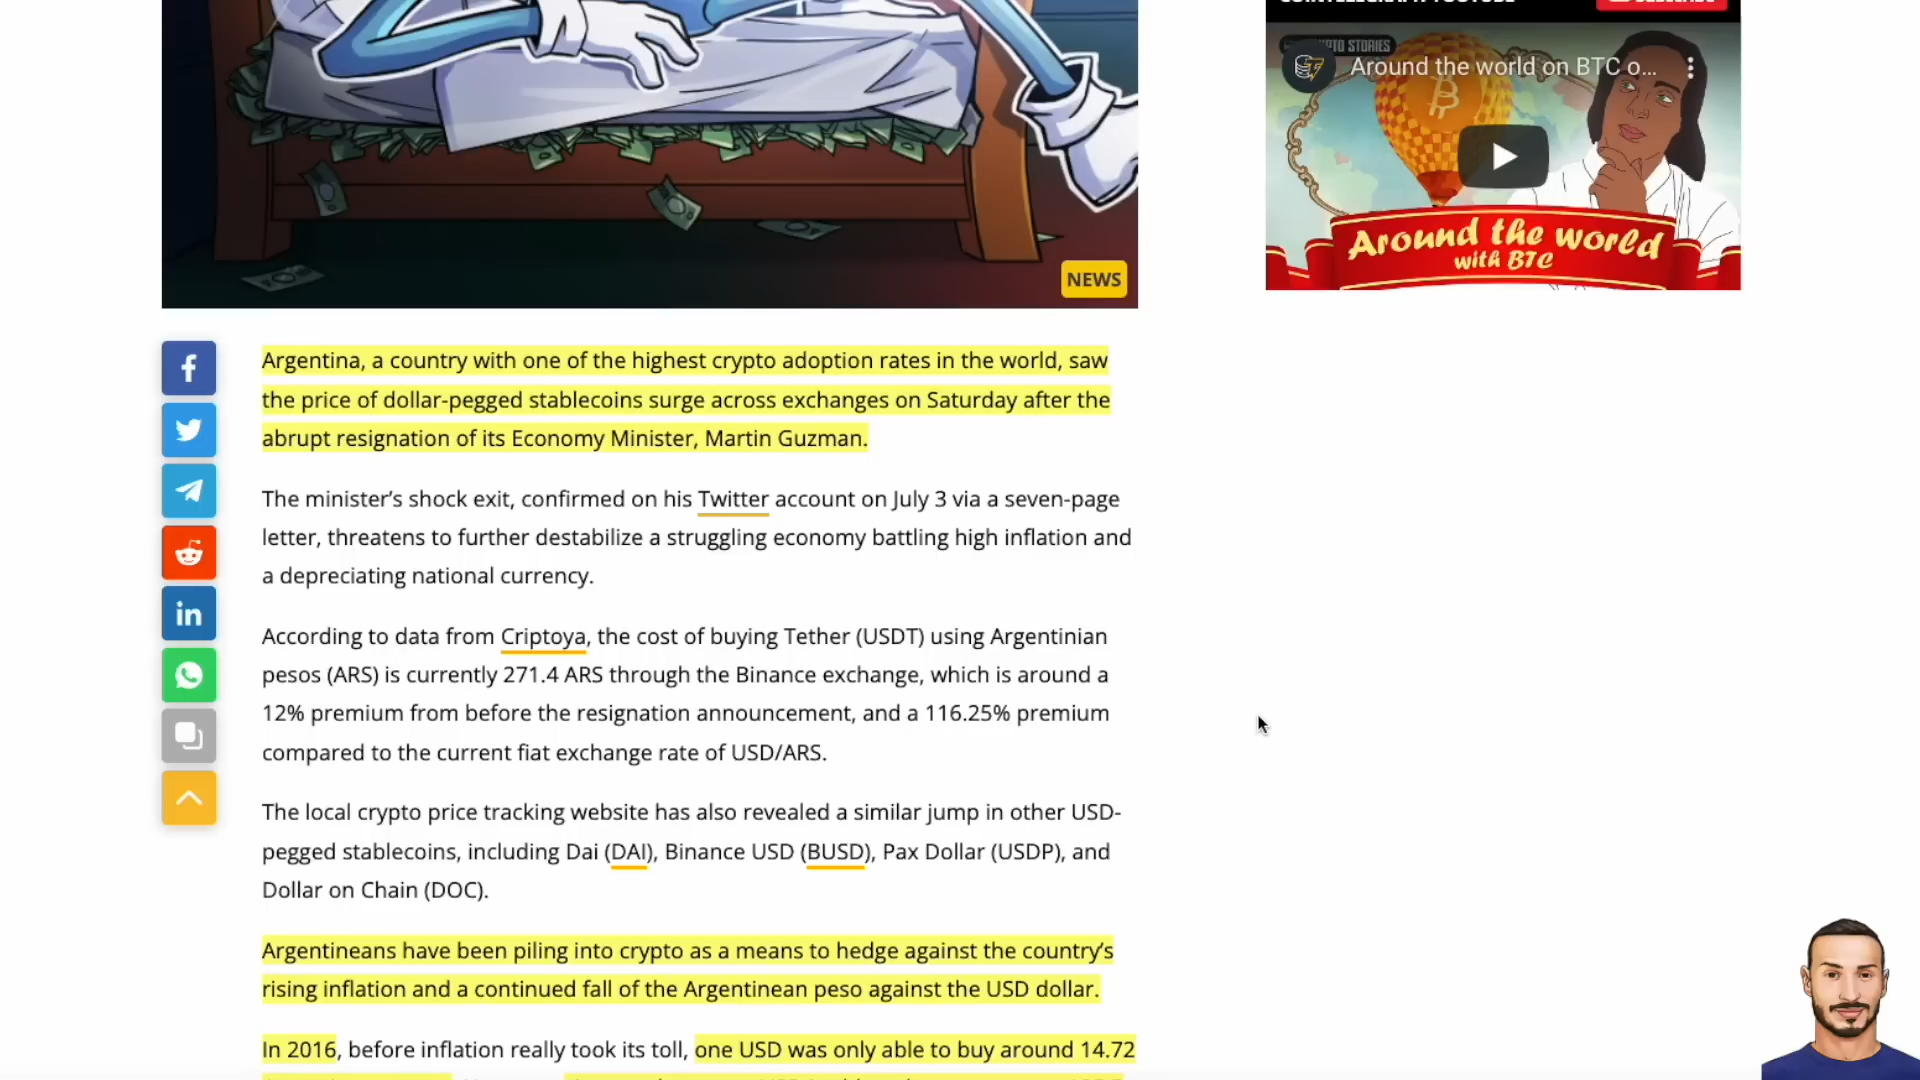 Around the world on BTC o...
Around the world
with BTC
NEWS
Argentina, a country with one of the highest crypto adoption rates in the world, saw
the price of dollar-pegged stablecoins surge across exchanges on Saturday after the
abrupt resignation of its Economy Minister, Martin Guzman.
The minister’s shock exit, confirmed on his Twitter account on July 3 via a seven-page
letter, threatens to further destabilize a struggling economy battling high inflation and
a depreciating national currency.
According to data from Criptoya, the cost of buying Tether (USDT) using Argentinian
pesos (ARS) is currently 271.4 ARS through the Binance exchange, which is around a
12% premium from before the resignation announcement, and a 116.25% premium
compared to the current fiat exchange rate of USD/ARS.
The local crypto price tracking website has also revealed a similar jump in other USD-
pegged stablecoins, including Dai (DAI), Binance USD (BUSD), Pax Dollar (USDP), and
Dollar on Chain (DOC).
Argentineans have been piling into crypto as a means to hedge against the country’s
rising inflation and a continued fall of the Argentinean peso against the USD dollar.
In 2016, before inflation really took its toll, one USD was only able to buy around 14.72